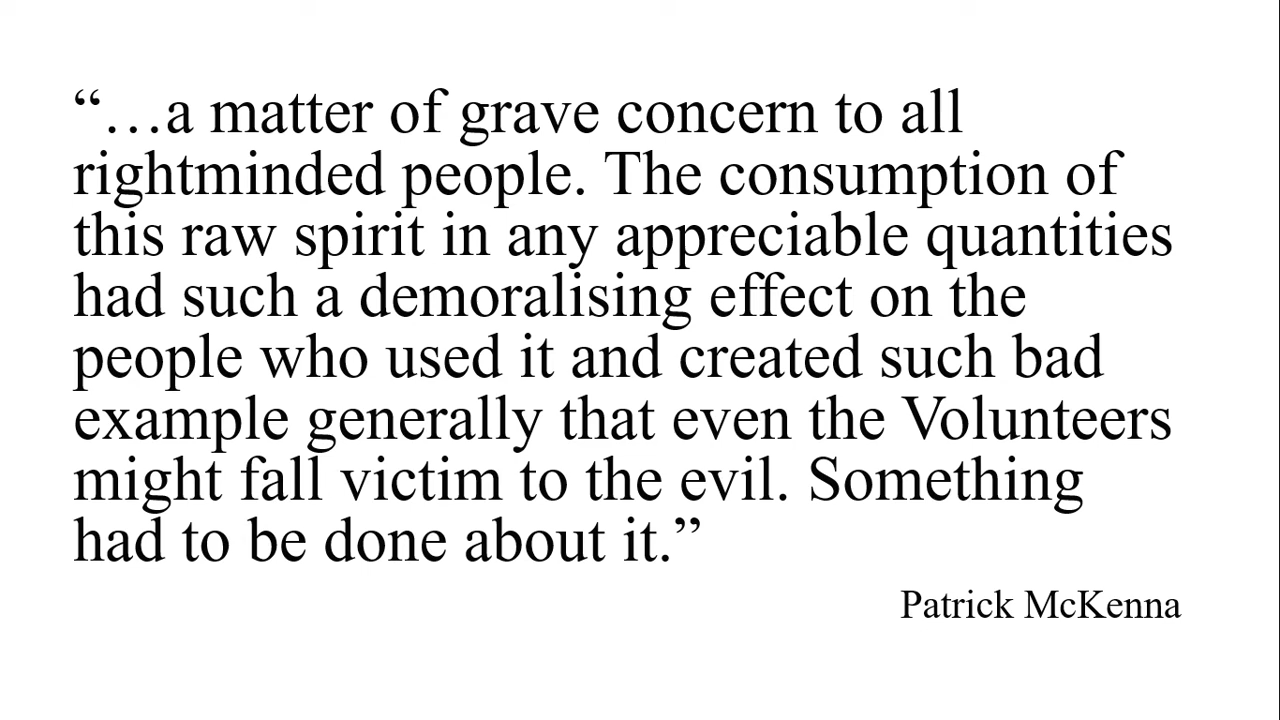 “…a matter of grave concern to all
rightminded people. The consumption of
this raw spirit in any appreciable quantities
had such a demoralising effect on the
people who used it and created such bad
example generally that even the Volunteers
might fall victim to the evil. Something
had to be done about it.”
Patrick McKenna